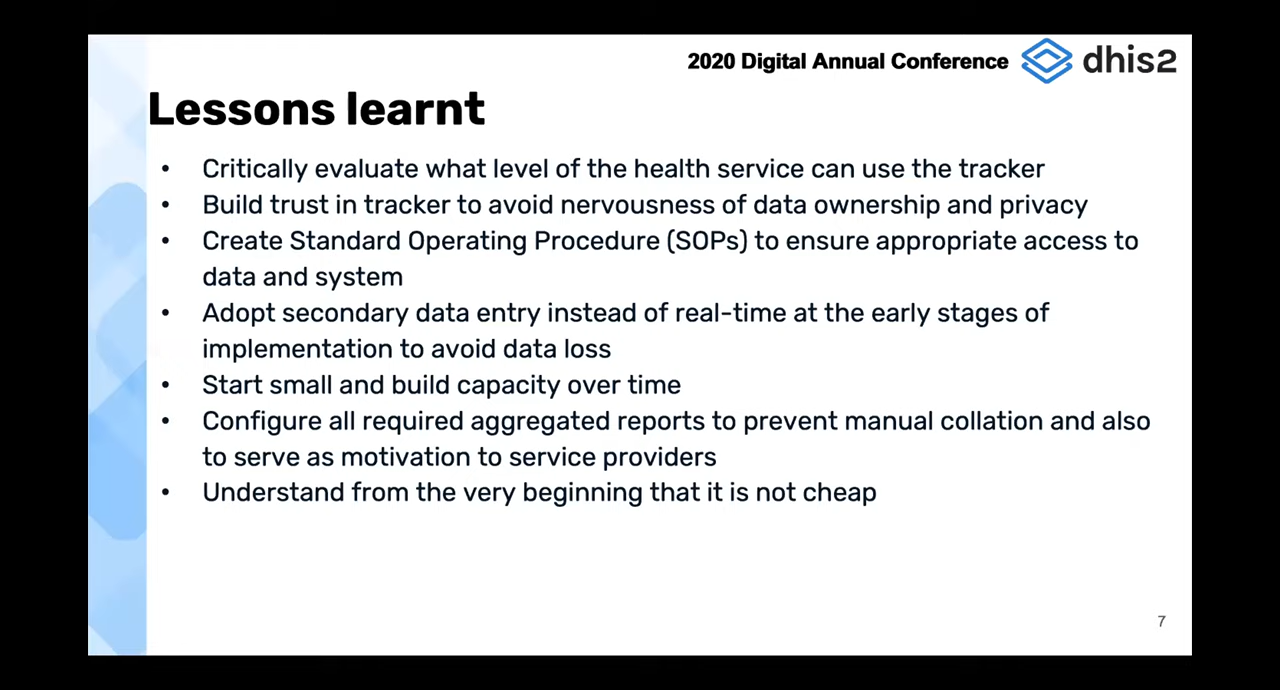 2020 Digital Annual Conference dhis2
Lessons learnt
• Critically evaluate what level of the health service can use the tracker
• Build trust in tracker to avoid nervousness of data ownership and privacy
• Create Standard Operating Procedure (SOPs) to ensure appropriate access to
data and system
• Adopt secondary data entry instead of real-time at the early stages of
implementation to avoid data loss
• Start small and build capacity over time
• Configure all required aggregated reports to prevent manual collation and also
to serve as motivation to service providers
• Understand from the very beginning that it is not cheap
7